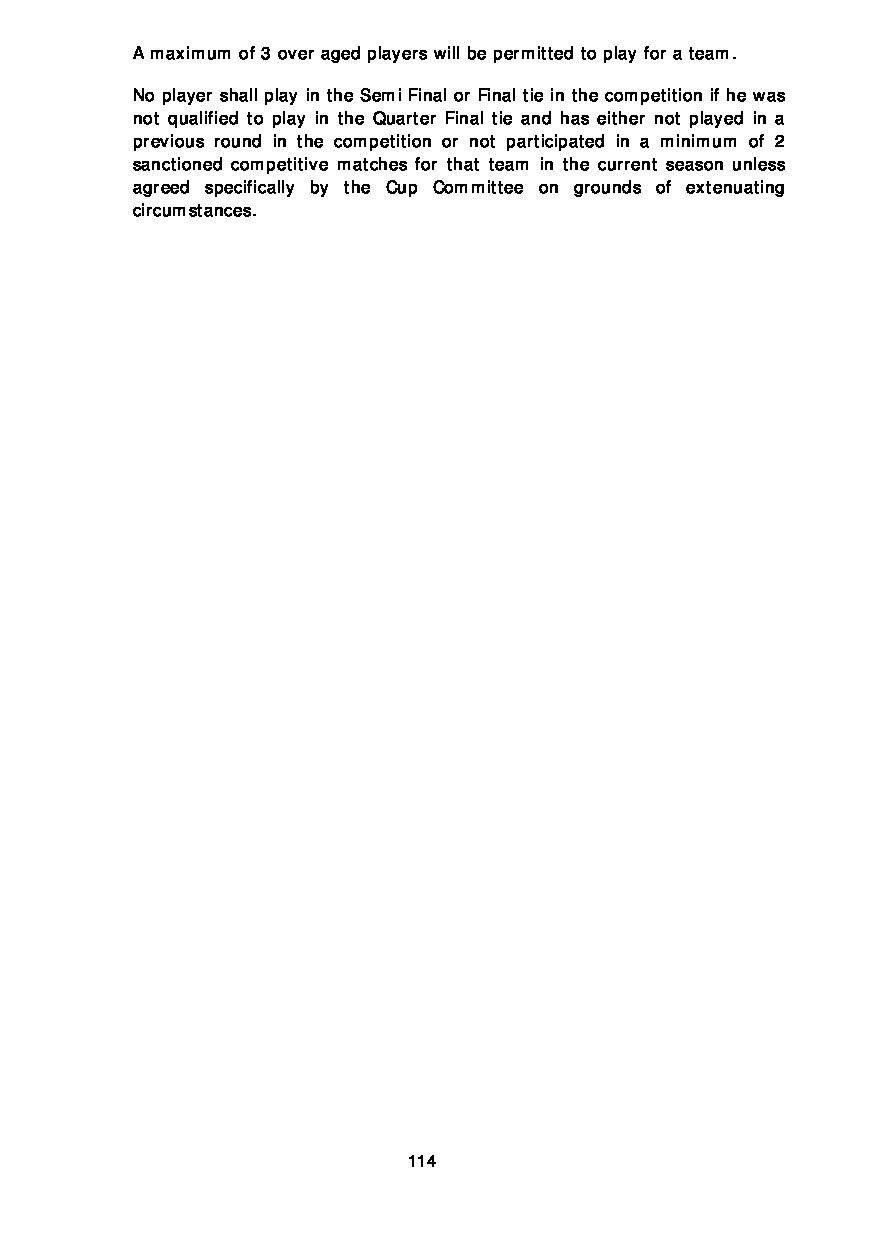 A maximum of 3 over aged players will be permitted to play for a team.
No player shall play in the Semi Final or Final tie in the competition if he was
not qualified to play in the Quarter Final tie and has either not played in a
previous round in the competition or not participated in a minimum of 2
sanctioned competitive matches for that team in the current season unless
agreed specifically by the Cup Committee on grounds of extenuating
circumstances.
114